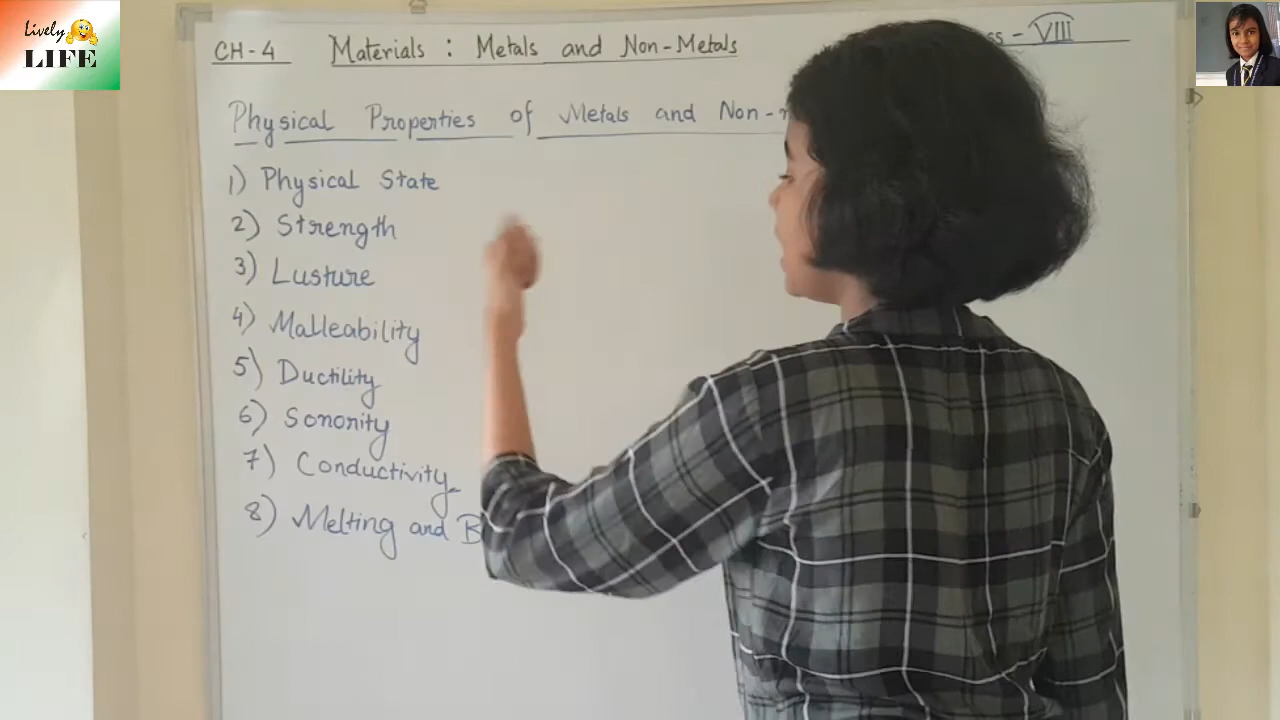 Lively
LIFE
CH-4 Materials : Metals and Non-Metals VIII
Physical Properties of Metals and Non-
1) Physical State
2) Strength
3) Lusture
4) Malleability
5) Ductility
6) Sonority
7) Conductivity
8) Melting and B